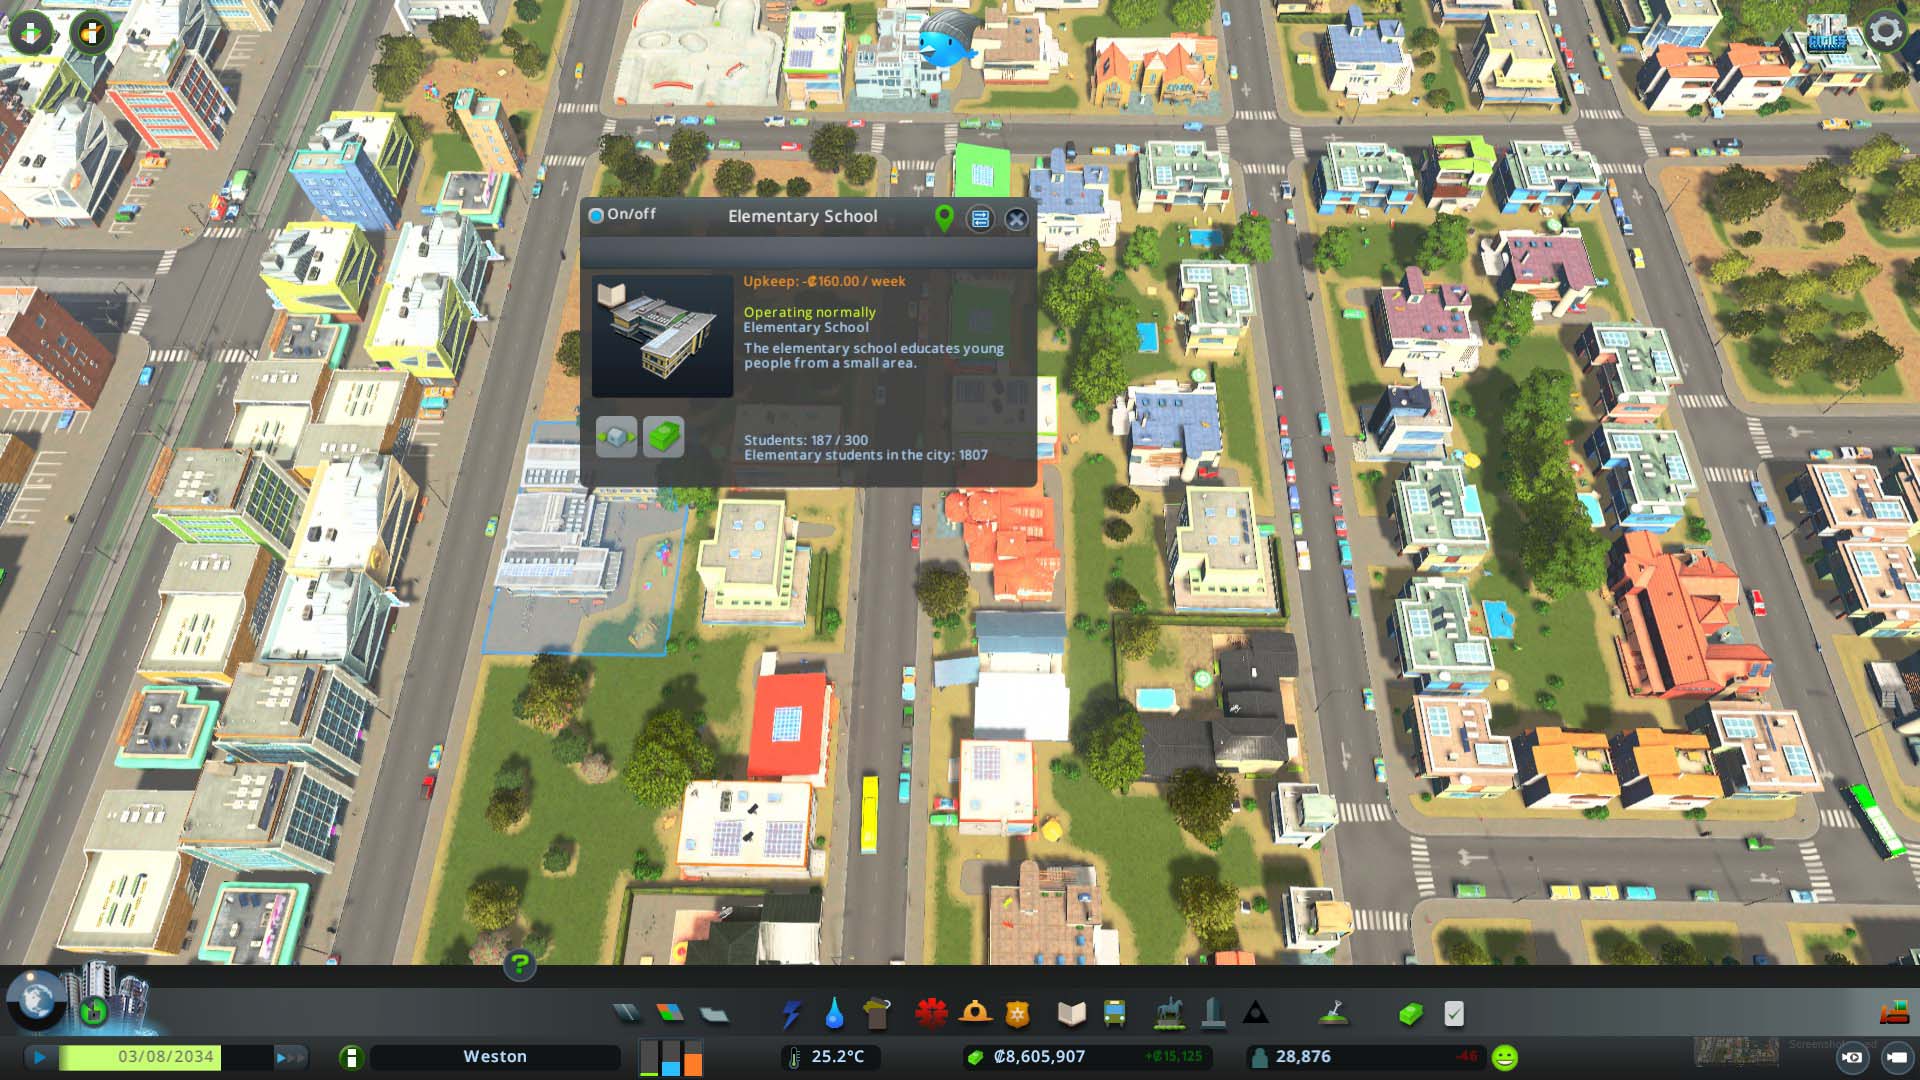 CITIES
On/off
Elementary School
Upkeep: -₡160.00 / week
Operating normally
Elementary School
The elementary school educates young
people from a small area.
Students: 187 / 300
Elementary students in the city: 1807
?
03/08/2034
Weston
25.2°C
₡8,605,907
+₡15,125
28,876
-46